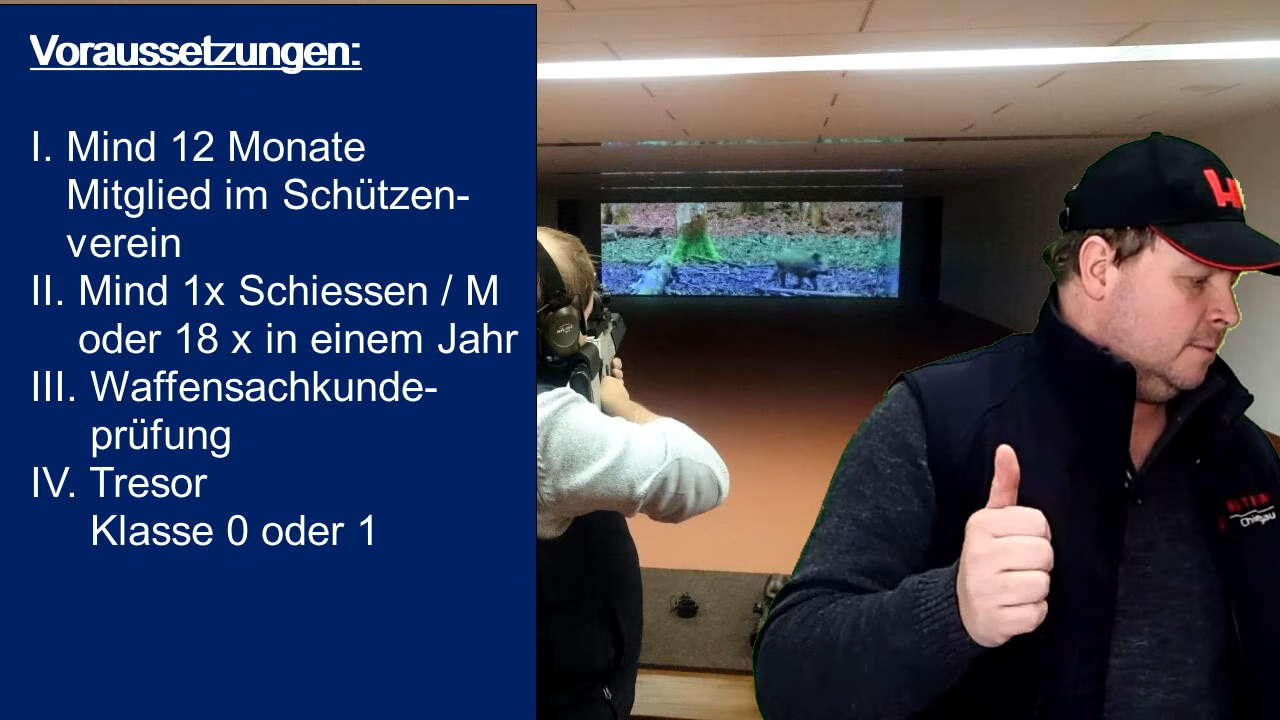 Voraussetzungen:
I. Mind 12 Monate
Mitglied im Schützen-
verein
II. Mind 1x Schiessen / M
oder 18 x in einem Jahr
III. Waffensachkunde-
prüfung
IV. Tresor
Klasse 0 oder 1